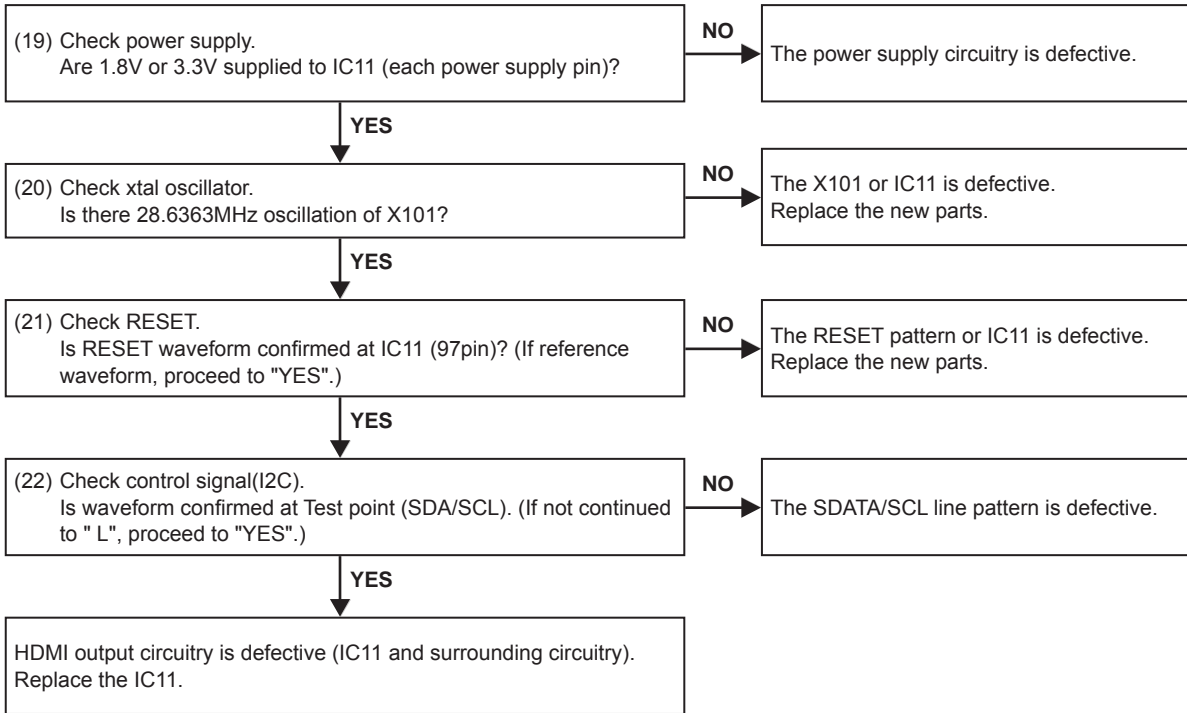 (19) Check power supply.
Are 1.8V or 3.3V supplied to IC11 (each power supply pin)?
NO
The power supply circuitry is defective.
YES
(20) Check xtal oscillator.
Is there 28.6363MHz oscillation of X101?
NO
The X101 or IC11 is defective.
Replace the new parts.
YES
(21) Check RESET.
Is RESET waveform confirmed at IC11 (97pin)? (If reference
waveform, proceed to "YES".)
NO
The RESET pattern or IC11 is defective.
Replace the new parts.
YES
(22) Check control signal(I2C).
Is waveform confirmed at Test point (SDA/SCL). (If not continued
to " L", proceed to "YES".)
NO
The SDATA/SCL line pattern is defective.
YES
HDMI output circuitry is defective (IC11 and surrounding circuitry).
Replace the IC11.